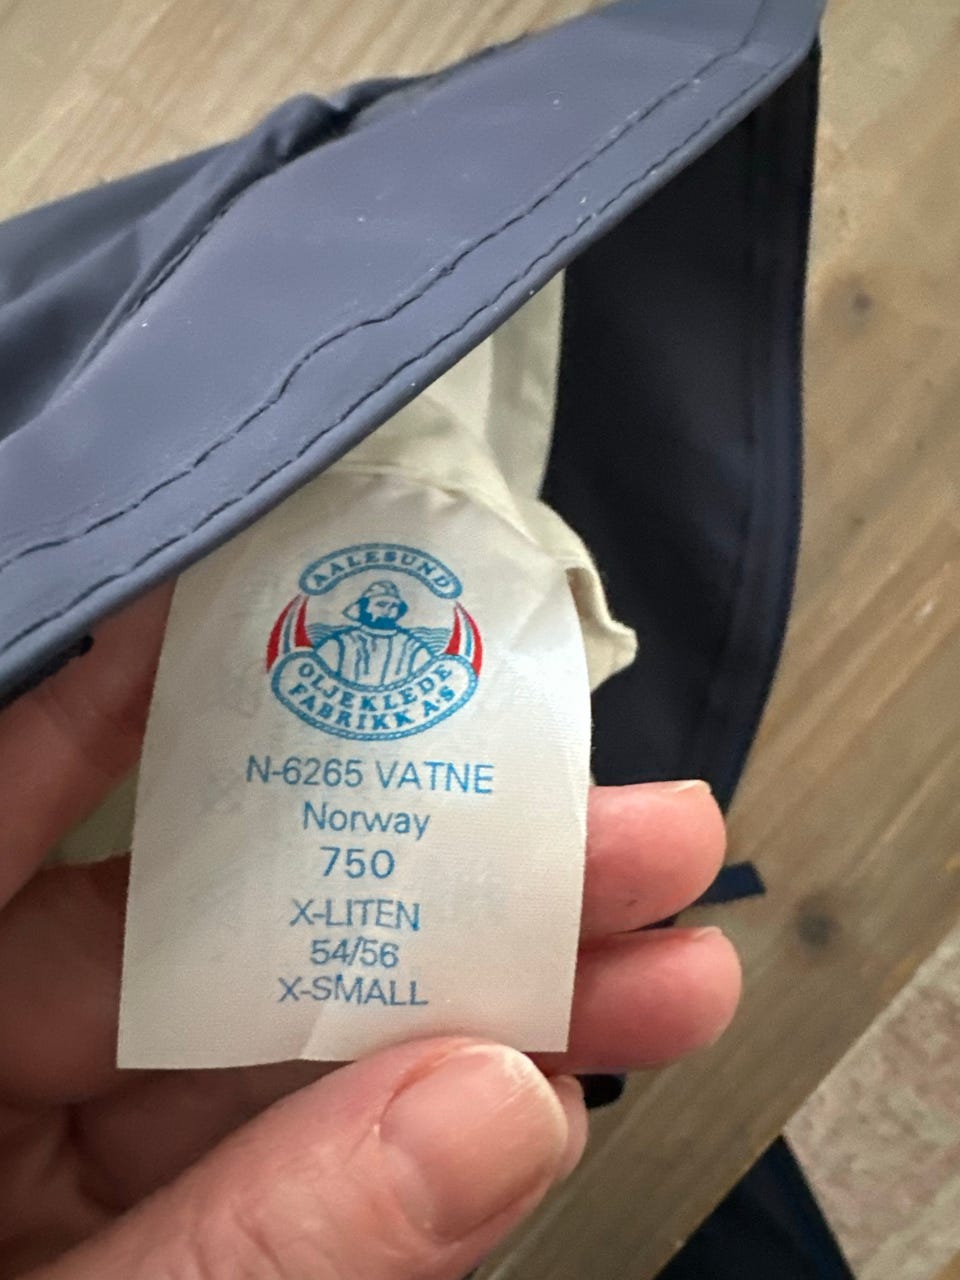 AALESUND
OLJEKLEDE
FABRIKK A·S
N-6265 VATNE
Norway
750
X-LITEN
54/56
X-SMALL